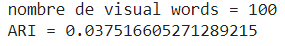 nombre de visual words = 100
ARI = 0.037516605271289215